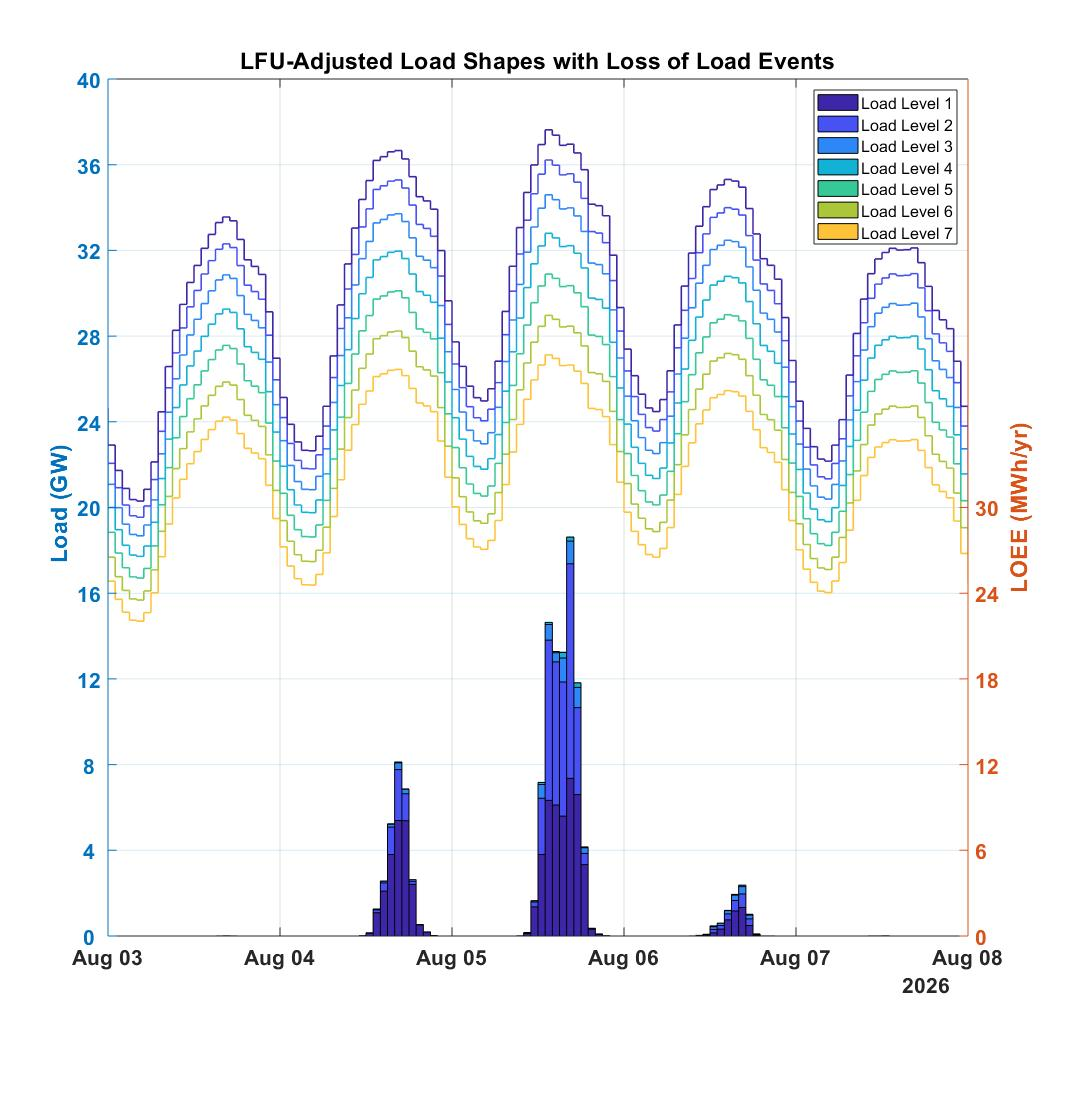 LFU-Adjusted Load Shapes with Loss of Load Events
Load Level 1
Load Level 2
Load Level 3
Load Level 4
Load Level 5
Load Level 6
Load Level 7
Load (GW)
40
36
32
28
24
20
16
12
8
4
0
LOEE (MWh/yr)
30
24
18
12
6
0
Aug 03 Aug 04 Aug 05 Aug 06 Aug 07 Aug 08
2026